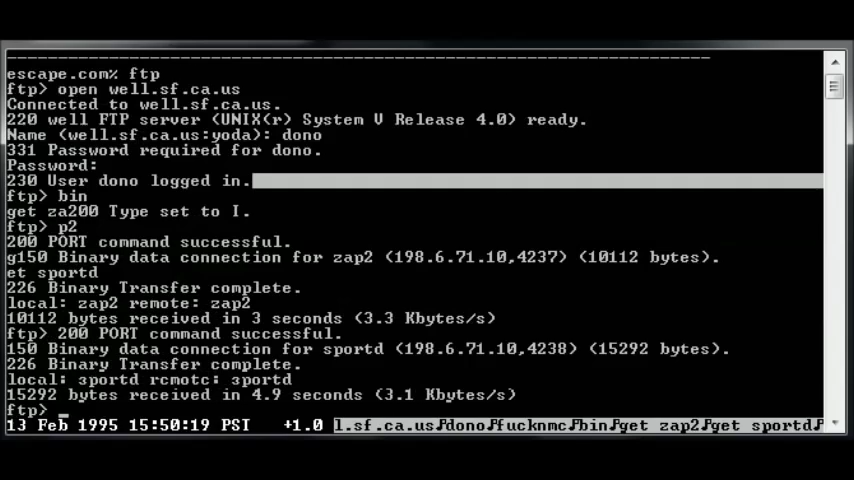 escape.com% ftp
ftp> open well.sf.ca.us
Connected to well.sf.ca.us.
220 well FTP server (UNIX(r) System V Release 4.0) ready.
Name (well.sf.ca.us:yoda): dono
331 Password required for dono.
Password:
230 User dono logged in.
ftp> bin
get za200 Type set to I.
ftp> p2
200 PORT command successful.
g150 Binary data connection for zap2 (198.6.71.10,4237) (10112 bytes).
et sportd
226 Binary Transfer complete.
local: zap2 remote: zap2
10112 bytes received in 3 seconds (3.3 Kbytes/s)
ftp> 200 PORT command successful.
150 Binary data connection for sportd (198.6.71.10,4238) (15292 bytes).
226 Binary Transfer complete.
local: sportd remote: sportd
15292 bytes received in 4.9 seconds (3.1 Kbytes/s)
ftp> _
13 Feb 1995 15:50:19 PSI +1.0 l.sf.ca.us♪dono♪fucknmc♪bin♪get zap2♪get sportd♪